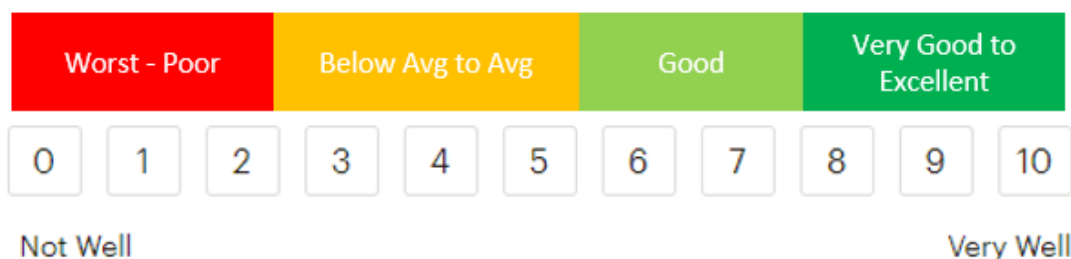 Worst - Poor
Below Avg to Avg
Good
Very Good to
Excellent
0 1 2 3 4 5 6 7 8 9 10
Not Well
Very Well